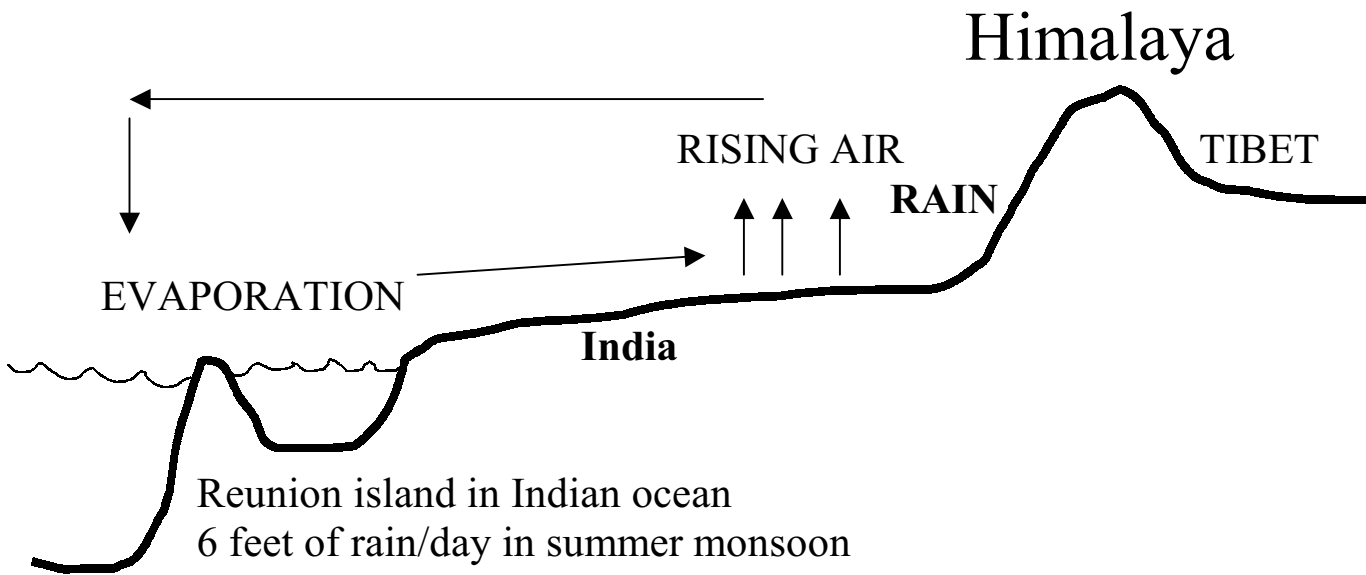 Himalaya
RISING AIR
TIBET
RAIN
EVAPORATION
India
Reunion island in Indian ocean
6 feet of rain/day in summer monsoon